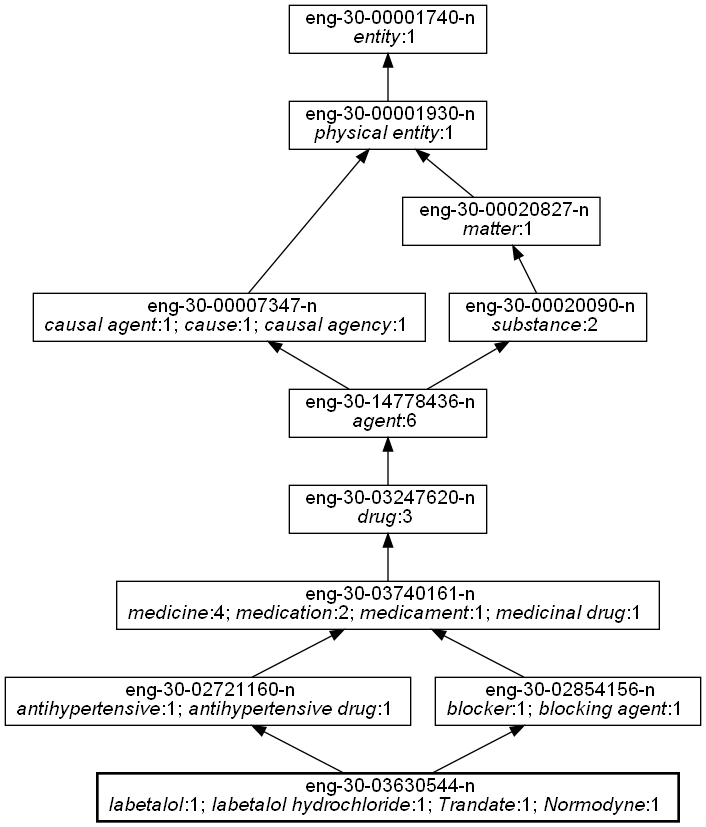 eng-30-00001740-n
entity:1
eng-30-00001930-n
physical entity:1
eng-30-00020827-n
matter:1
eng-30-00007347-n
causal agent:1; cause:1; causal agency:1
eng-30-00020090-n
substance:2
eng-30-14778436-n
agent:6
eng-30-03247620-n
drug:3
eng-30-03740161-n
medicine:4; medication:2; medicament:1; medicinal drug:1
eng-30-02721160-n
antihypertensive:1; antihypertensive drug:1
eng-30-02854156-n
blocker:1; blocking agent:1
eng-30-03630544-n
labetalol:1; labetalol hydrochloride:1; Trandate:1; Normodyne:1